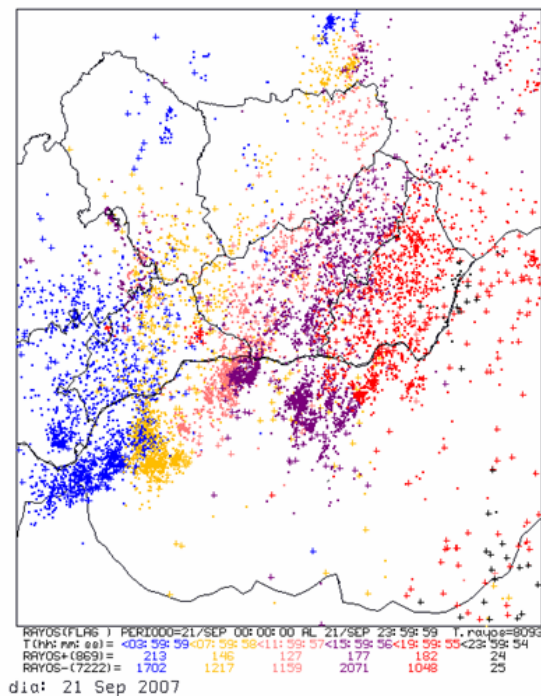 RAYOS(FLAG ) PERIODO=21/SEP 00:00:00 AL 21/SEP 23:59:59 T.rayos=8093
T(hh:mm:ss) <03:59:59 <07:59:58 <11:59:57 <15:59:56 <19:59:55 <23:59:54
RAYOS+(869)= 213 146 127 177 182 24
RAYOS-(7222)= 1702 1217 1159 2071 1048 25
dia: 21 Sep 2007